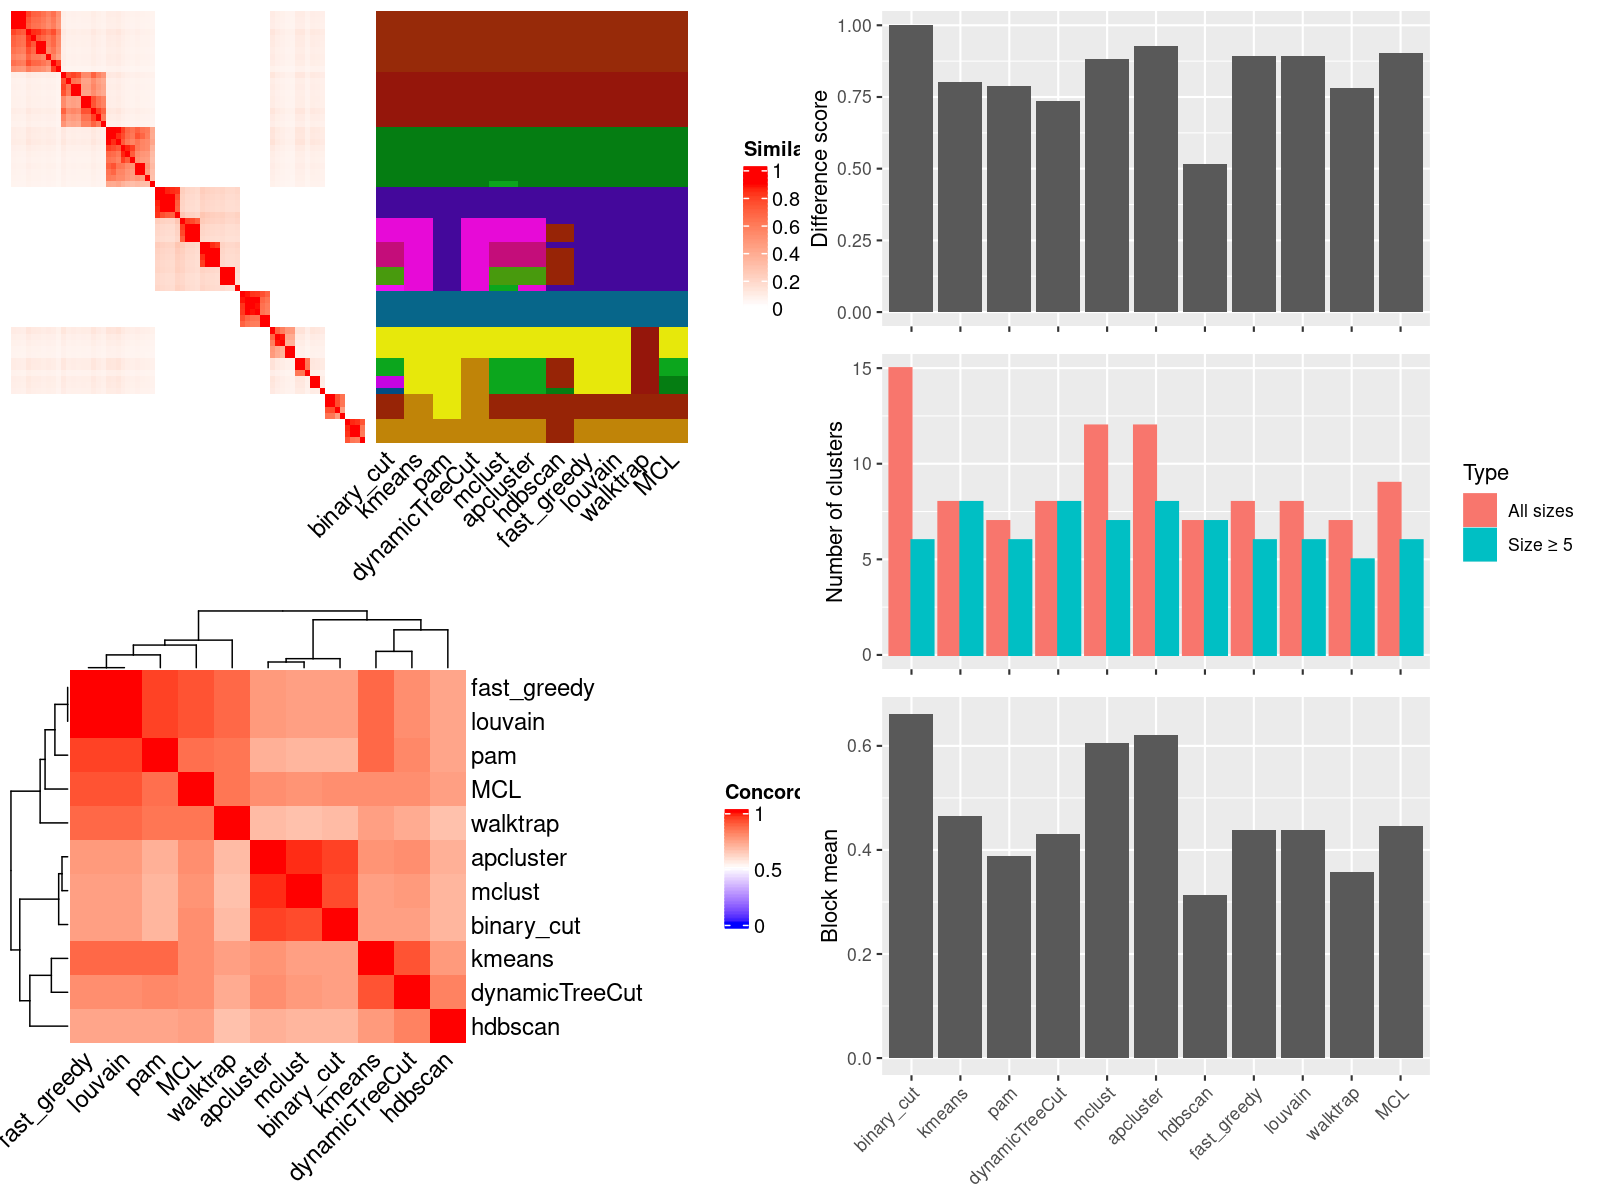 Simila
1
0.8
0.6
0.4
0.2
0
binary_cut
kmeans
pam
dynamicTreeCut
mclust
apcluster
hdbscan
fast_greedy
louvain
walktrap
MCL
fast_greedy
louvain
pam
MCL
walktrap
apcluster
mclust
binary_cut
kmeans
dynamicTreeCut
hdbscan
Concord
1
0.5
0
fast_greedy
louvain
pam
MCL
walktrap
apcluster
mclust
binary_cut
kmeans
dynamicTreeCut
hdbscan
Difference score
1.00
0.75
0.50
0.25
0.00
Number of clusters
15
10
5
0
Type
All sizes
Size ≥ 5
Block mean
0.6
0.4
0.2
0.0
binary_cut
kmeans
pam
dynamicTreeCut
mclust
apcluster
hdbscan
fast_greedy
louvain
walktrap
MCL